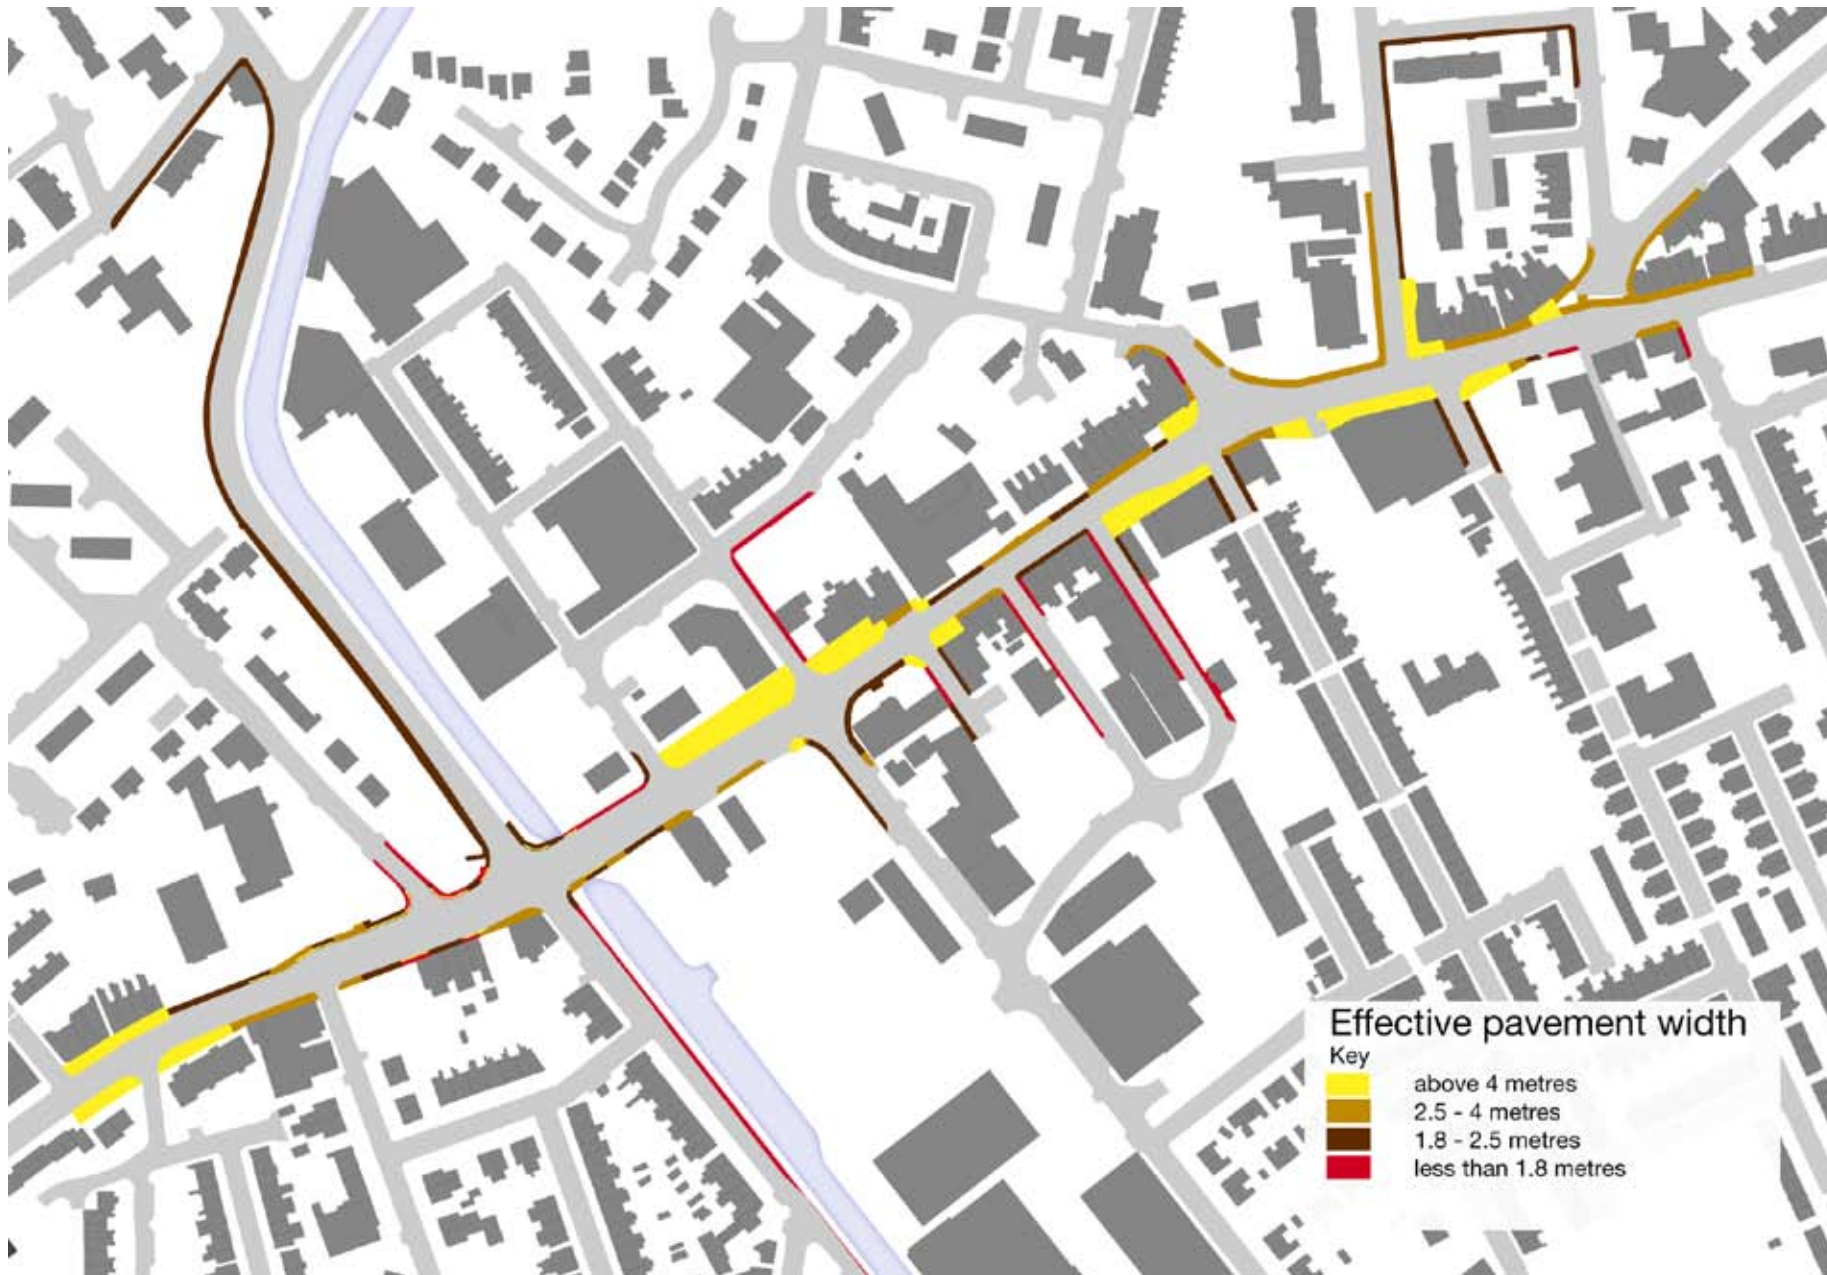 Effective pavement width
Key
above 4 metres
2.5 - 4 metres
1.8 - 2.5 metres
less than 1.8 metres